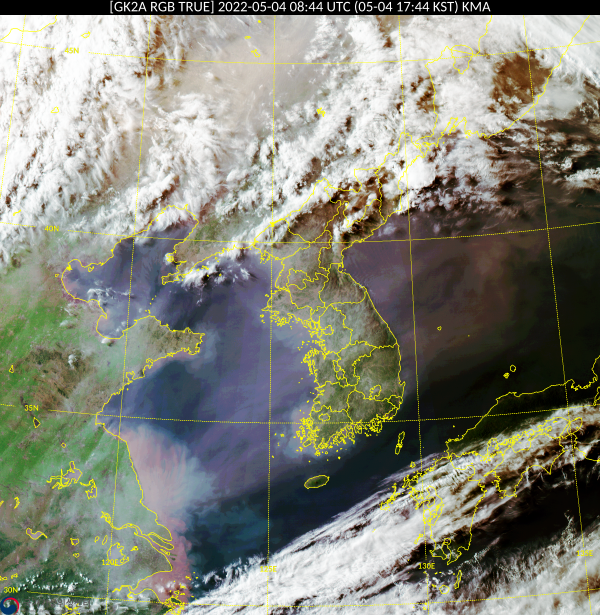 [GK2A RGB TRUE] 2022-05-04 08:44 UTC (05-04 17:44 KST) KMA
40N
35N
120E
130E
30N